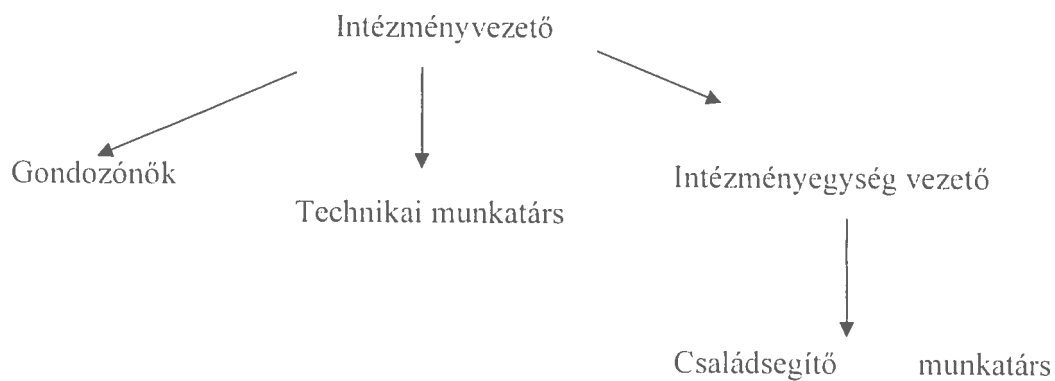 Intézményvezető
Gondozónők
Intézményegység vezető
Technikai munkatárs
Családsegítő munkatárs